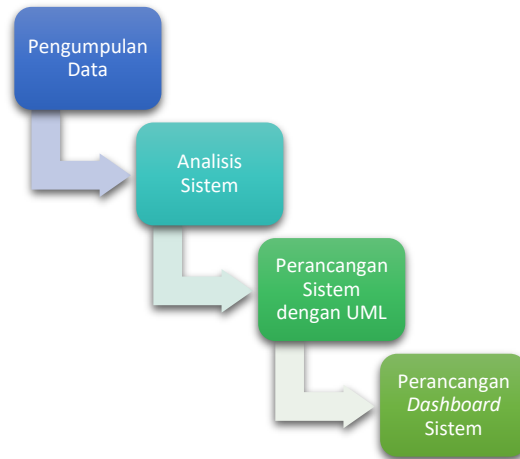 Pengumpulan
Data
Analisis
Sistem
Perancangan
Sistem
dengan UML
Perancangan
Dashboard
Sistem